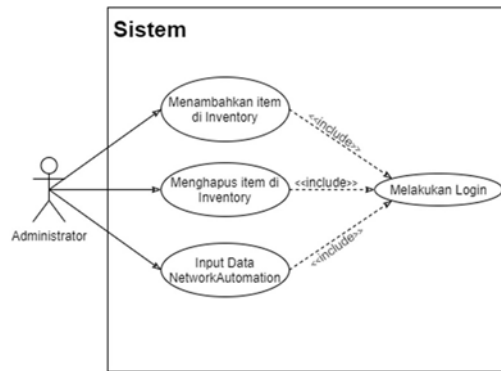 Sistem
Menambahkan item
di Inventory
<<include>>
Menghapus item di
Inventory
<<include>>
Melakukan Login
Administrator
Input Data
NetworkAutomation
<<include>>